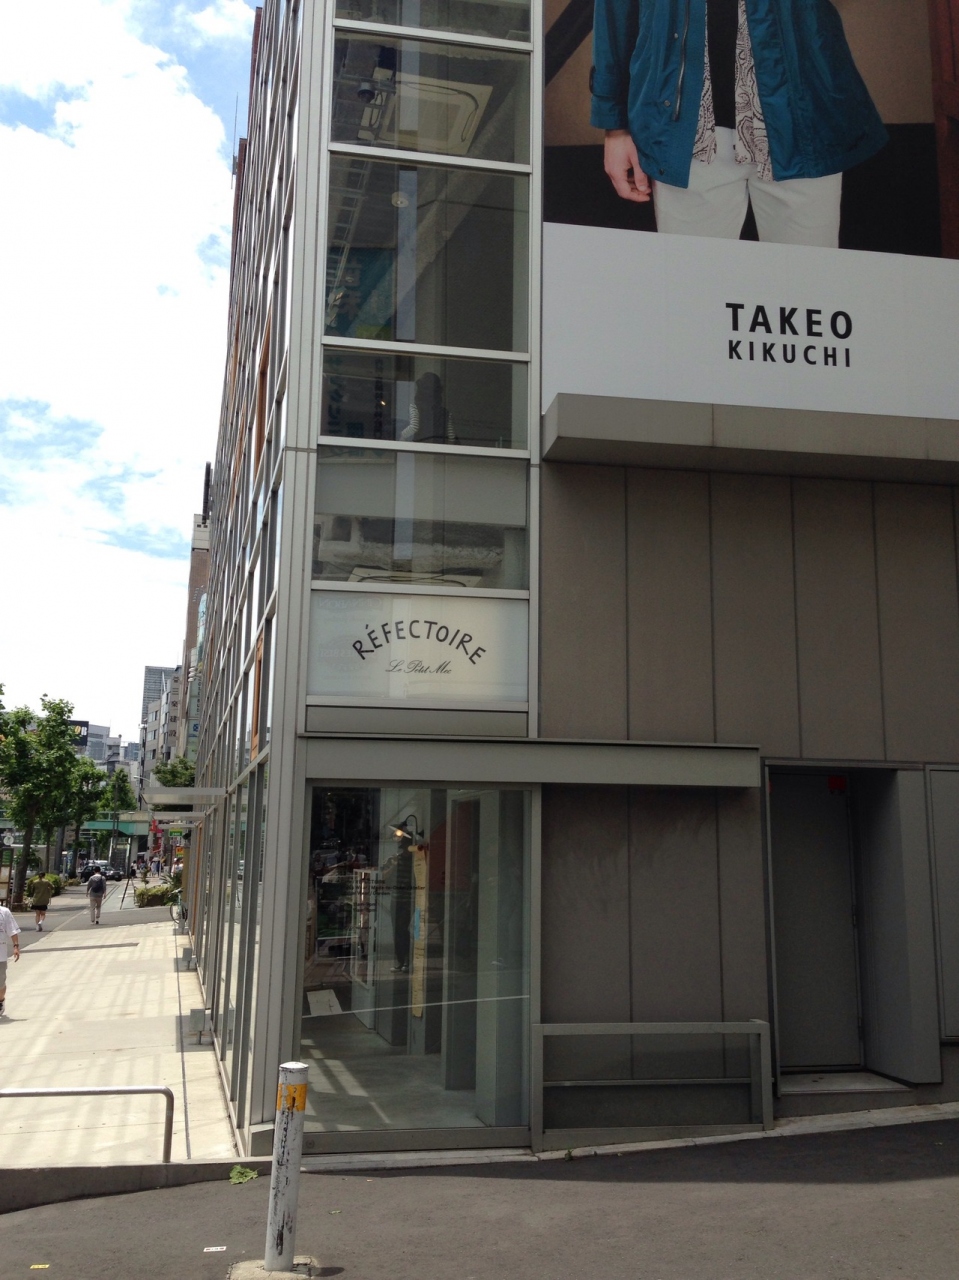 TAKEO
KIKUCHI
RÉFECTOIRE
Le Petit Mec